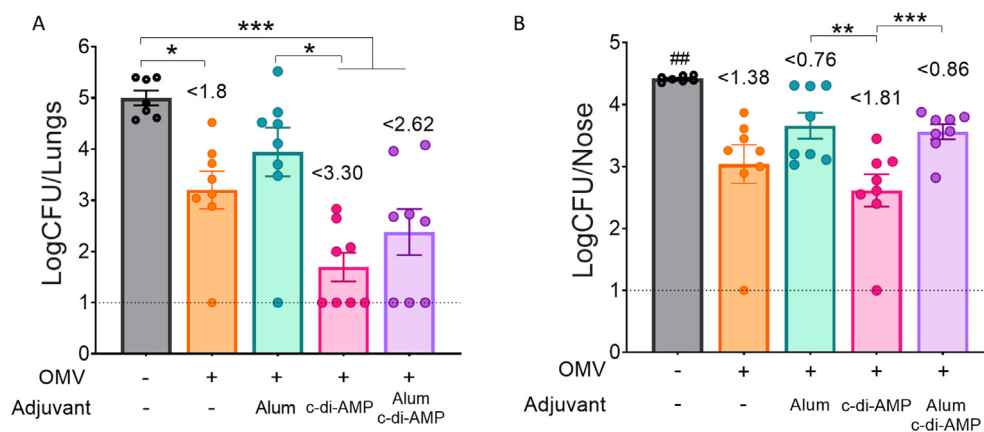 A
LogCFU/Lungs
6
5
4
3
2
1
0
***
*
*
<1.8
<3.30
<2.62
OMV - + + + +
Adjuvant - - Alum c-di-AMP Alum
c-di-AMP
B
LogCFU/Nose
5
4
3
2
1
0
** ***
##
<1.38
<0.76
<1.81
<0.86
OMV - + + + +
Adjuvant - - Alum c-di-AMP Alum
c-di-AMP